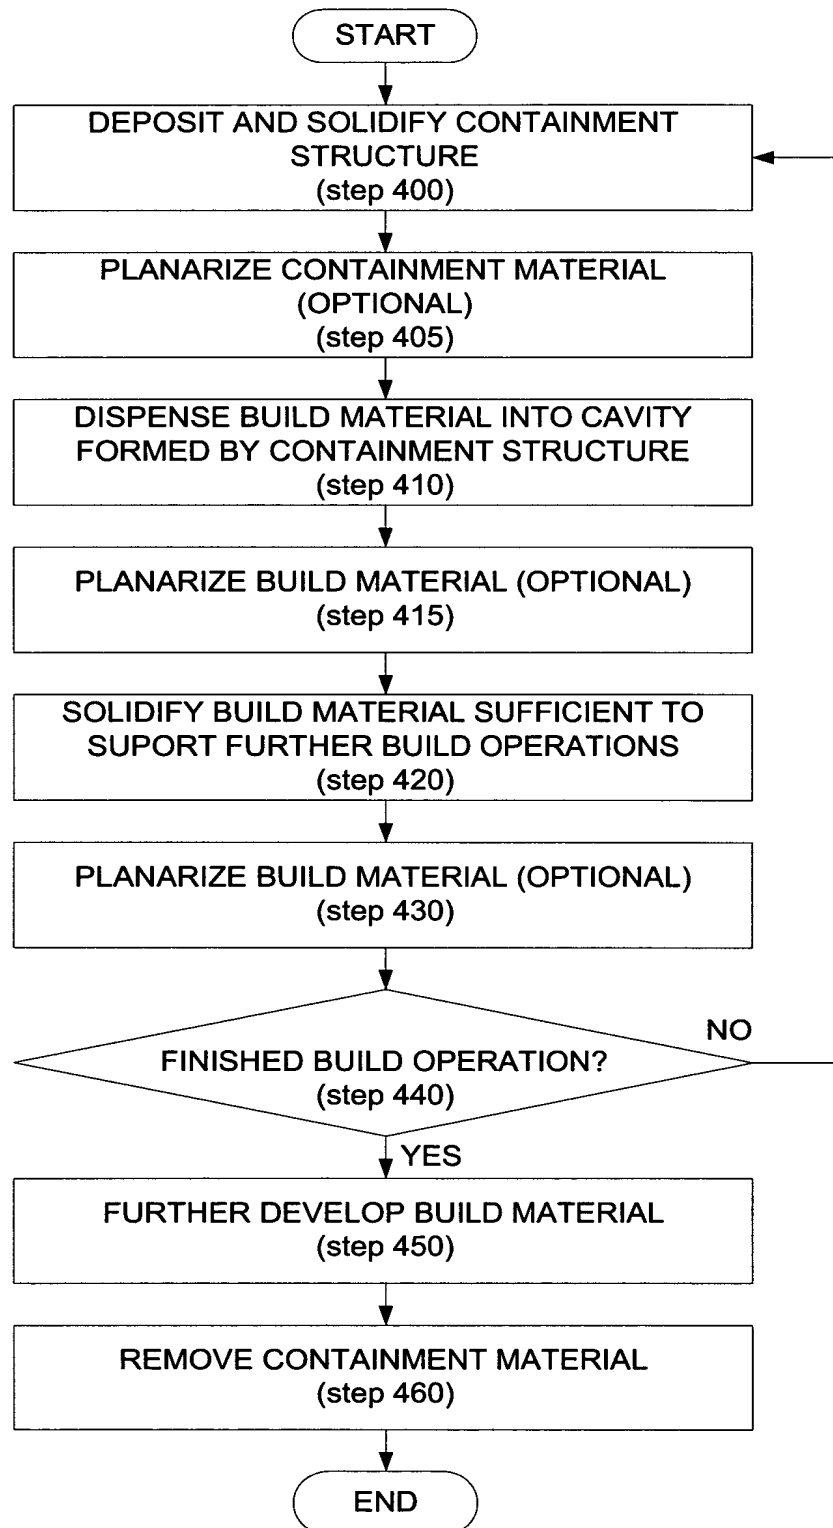 START
DEPOSIT AND SOLIDIFY CONTAINMENT
STRUCTURE
(step 400)
PLANARIZE CONTAINMENT MATERIAL
(OPTIONAL)
(step 405)
DISPENSE BUILD MATERIAL INTO CAVITY
FORMED BY CONTAINMENT STRUCTURE
(step 410)
PLANARIZE BUILD MATERIAL (OPTIONAL)
(step 415)
SOLIDIFY BUILD MATERIAL SUFFICIENT TO
SUPORT FURTHER BUILD OPERATIONS
(step 420)
PLANARIZE BUILD MATERIAL (OPTIONAL)
(step 430)
NO
FINISHED BUILD OPERATION?
(step 440)
YES
FURTHER DEVELOP BUILD MATERIAL
(step 450)
REMOVE CONTAINMENT MATERIAL
(step 460)
END